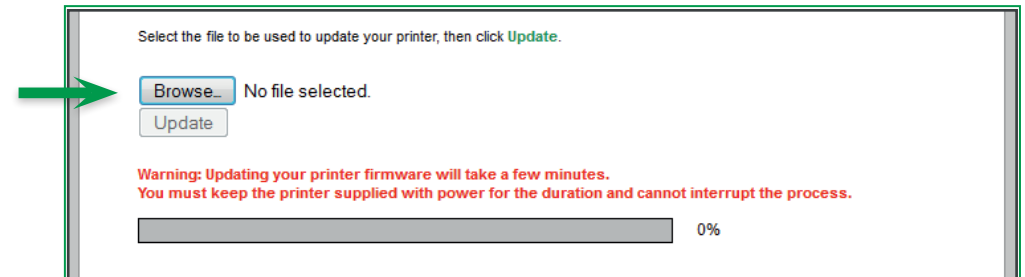 Select the file to be used to update your printer, then click Update.
Browse… No file selected.
Update
Warning: Updating your printer firmware will take a few minutes.
You must keep the printer supplied with power for the duration and cannot interrupt the process.
0%